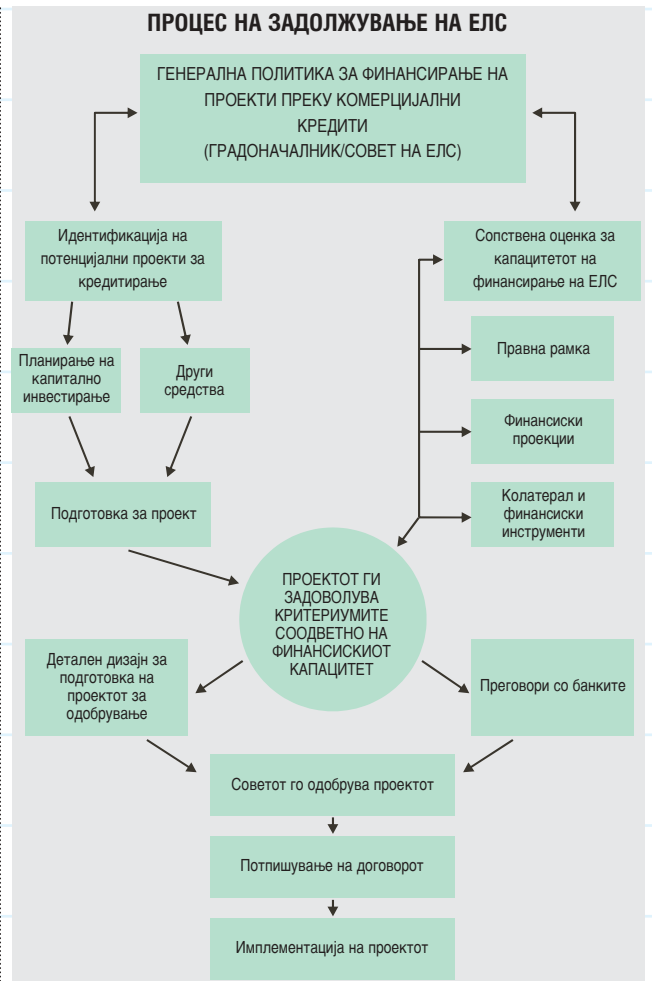 ПРОЦЕС НА ЗАДОЛЖУВАЊЕ НА ЕЛС
ГЕНЕРАЛНА ПОЛИТИКА ЗА ФИНАНСИРАЊЕ НА
ПРОЕКТИ ПРЕКУ КОМЕРЦИЈАЛНИ
КРЕДИТИ
(ГРАДОНАЧАЛНИК/СОВЕТ НА ЕЛС)
Идентификација на
потенцијални проекти за
кредитирање
Сопствена оценка за
капацитетот на
финансирање на ЕЛС
Планирање на
капитално
инвестирање
Други
средства
Правна рамка
Финансиски
проекции
Подготовка за проект
Колатерал и
финансиски
инструменти
ПРОЕКТОТ ГИ
ЗАДОВОЛУВА
КРИТЕРИУМИТЕ
СООДВЕТНО НА
ФИНАНСИСКИОТ
КАПАЦИТЕТ
Детален дизајн за
подготовка на
проектот за
одобрување
Преговори со банките
Советот го одобрува проектот
Потпишување на договорот
Имплементација на проектот